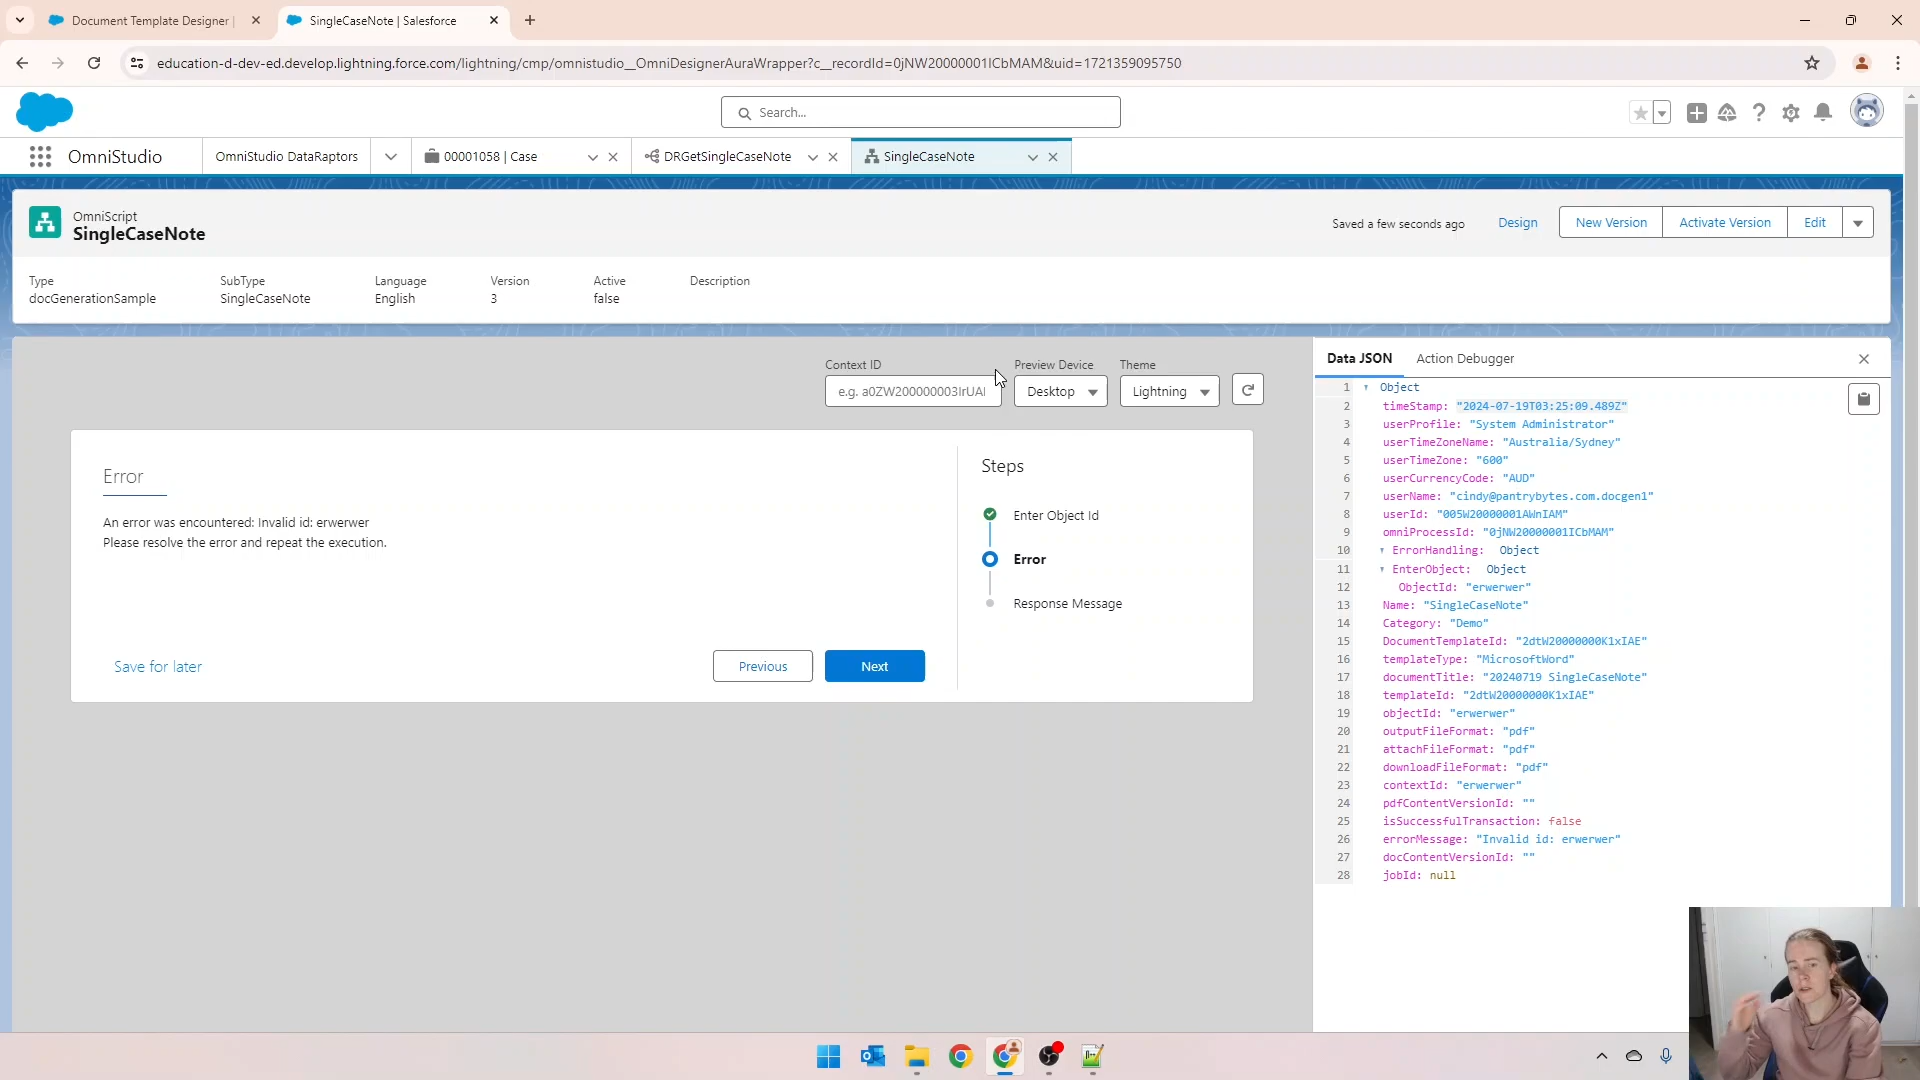 Document Template Designer |
SingleCaseNote | Salesforce
education-d-dev-ed.develop.lightning.force.com/lightning/cmp/omnistudio__OmniDesignerAuraWrapper?c__recordId=0jNW20000001ICbMAM&uid=1721359095750
Search...
OmniStudio
OmniStudio DataRaptors
00001058 | Case
DRGetSingleCaseNote
SingleCaseNote
OmniScript
SingleCaseNote
Saved a few seconds ago
Design
New Version
Activate Version
Edit
Type
docGenerationSample
SubType
SingleCaseNote
Language
English
Version
3
Active
false
Description
Context ID
e.g. a0ZW200000003IrUAI
Preview Device
Desktop
Theme
Lightning
Error
An error was encountered: Invalid id: erwerwer
Please resolve the error and repeat the execution.
Save for later
Previous
Next
Steps
Enter Object Id
Error
Response Message
Data JSON
Action Debugger
1 Object
2 timeStamp: "2024-07-19T03:25:09.489Z"
3 userProfile: "System Administrator"
4 userTimeZoneName: "Australia/Sydney"
5 userTimeZone: "600"
6 userCurrencyCode: "AUD"
7 userName: "cindy@pantrybytes.com.docgen1"
8 userId: "005W20000001AWnIAM"
9 omniProcessId: "0jNW20000001ICbMAM"
10 ErrorHandling: Object
11 EnterObject: Object
12 ObjectId: "erwerwer"
13 Name: "SingleCaseNote"
14 Category: "Demo"
15 DocumentTemplateId: "2dtW20000000K1xIAE"
16 templateType: "MicrosoftWord"
17 documentTitle: "20240719 SingleCaseNote"
18 templateId: "2dtW20000000K1xIAE"
19 objectId: "erwerwer"
20 outputFileFormat: "pdf"
21 attachFileFormat: "pdf"
22 downloadFileFormat: "pdf"
23 contextId: "erwerwer"
24 pdfContentVersionId: ""
25 isSuccessfulTransaction: false
26 errorMessage: "Invalid id: erwerwer"
27 docContentVersionId: ""
28 jobId: null